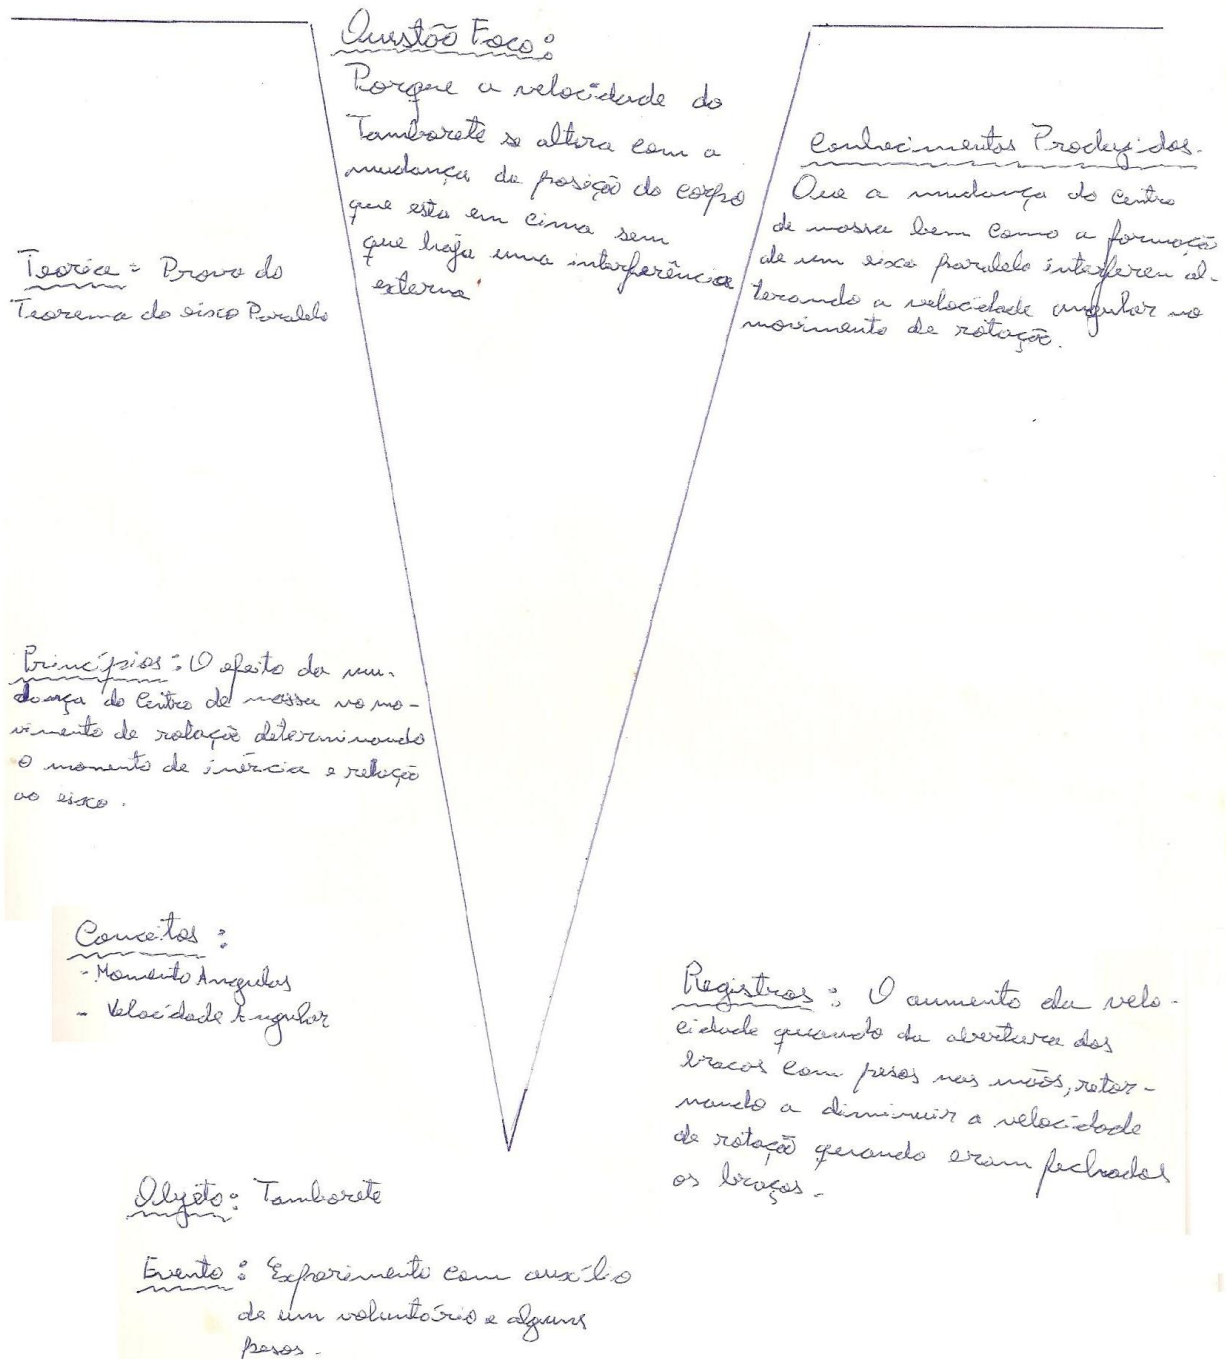 Questão Foco:
Porque a velocidade do
Tamborete se altera com a
mudança da posição do corpo
que esta em cima sem
que haja uma interferência
externa
Conhecimentos Produzidos.
Que a mudança do centro
de massa bem como a formação
de um eixo paralelo interferen al-
terando a velocidade angular no
movimento de rotação.
Teoria = Prova do
Teorema do eixo Paralelo
Princípios: O efeito da mu-
dança do Centro de massa no mo-
vimento de rotação determinando
o momento de inércia e relação
ao eixo.
Conceitos:
- Momento Angular
- Velocidade Angular
Registros: O aumento da velo-
cidade quando da abertura dos
bracos com pesos nas mãos, retor-
nando a diminuir a velocidade
de rotação quando eram fechados
os braços.
Objeto: Tamborete
Evento: Experimento com auxílio
de um voluntário e alguns
pesos.